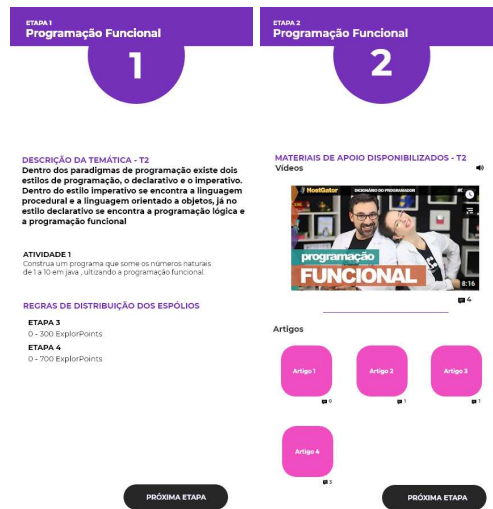 ETAPA 1
Programação Funcional
1
DESCRIÇÃO DA TEMÁTICA - T2
Dentro dos paradigmas de programação existe dois
estilos de programação, o declarativo e o imperativo.
Dentro do estilo imperativo se encontra a linguagem
procedural e a linguagem orientado a objetos, já no
estilo declarativo se encontra a programação lógica e
a programação funcional
ATIVIDADE 1
Construa um programa que some os números naturais
de 1 a 10 em java , ultizando a programação funcional.
REGRAS DE DISTRIBUIÇÃO DOS ESPÓLIOS
ETAPA 3
0 - 300 ExplorPoints
ETAPA 4
0 - 700 ExplorPoints
PRÓXIMA ETAPA
ETAPA 2
Programação Funcional
2
MATERIAIS DE APOIO DISPONIBILIZADOS - T2
Vídeos
HostGator
DICIONÁRIO DO PROGRAMADOR
programação
FUNCIONAL
8:16
4
Artigos
Artigo 1
Artigo 2
Artigo 3
0
1
1
Artigo 4
3
PRÓXIMA ETAPA